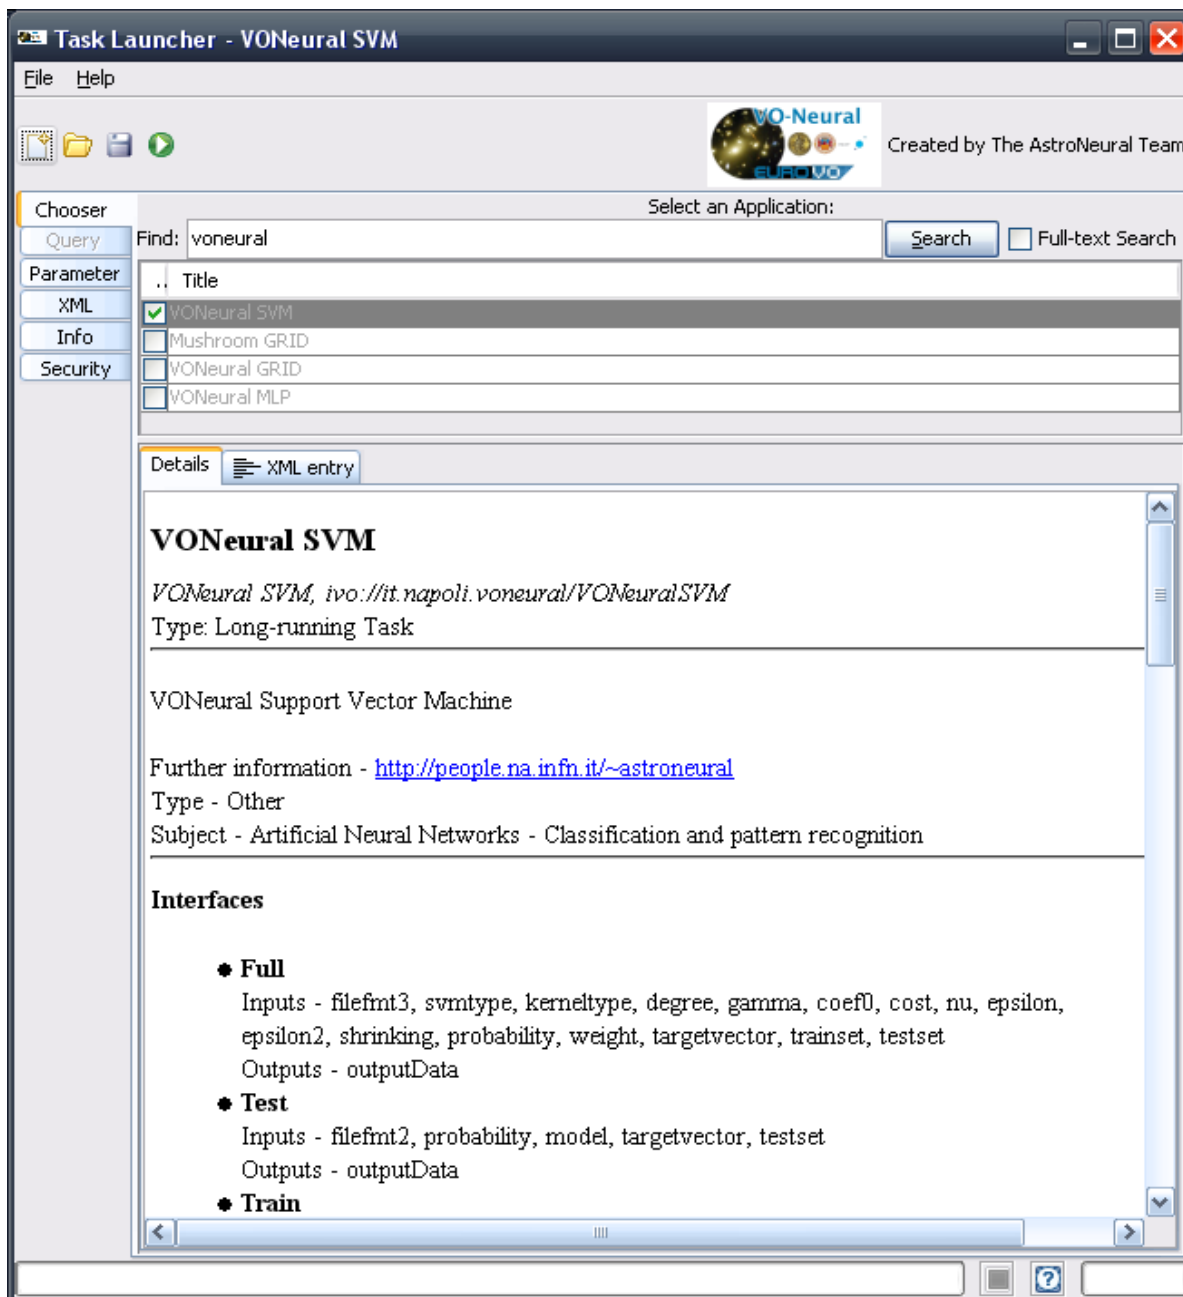 Task Launcher - VONeural SVM
File Help
VO-Neural
EURO VO
Created by The AstroNeural Team
Chooser
Query
Parameter
XML
Info
Security
Select an Application:
Find: voneural Search Full-text Search
.. Title
VONeural SVM
Mushroom GRID
VONeural GRID
VONeural MLP
Details XML entry
VONeural SVM
VONeural SVM, ivo://it.napoli.voneural/VONeuralSVM
Type: Long-running Task
VONeural Support Vector Machine
Further information - http://people.na.infn.it/~astroneural
Type - Other
Subject - Artificial Neural Networks - Classification and pattern recognition
Interfaces
Full
Inputs - filefmt3, svmtype, kerneltype, degree, gamma, coef0, cost, nu, epsilon,
epsilon2, shrinking, probability, weight, targetvector, trainset, testset
Outputs - outputData
Test
Inputs - filefmt2, probability, model, targetvector, testset
Outputs - outputData
Train